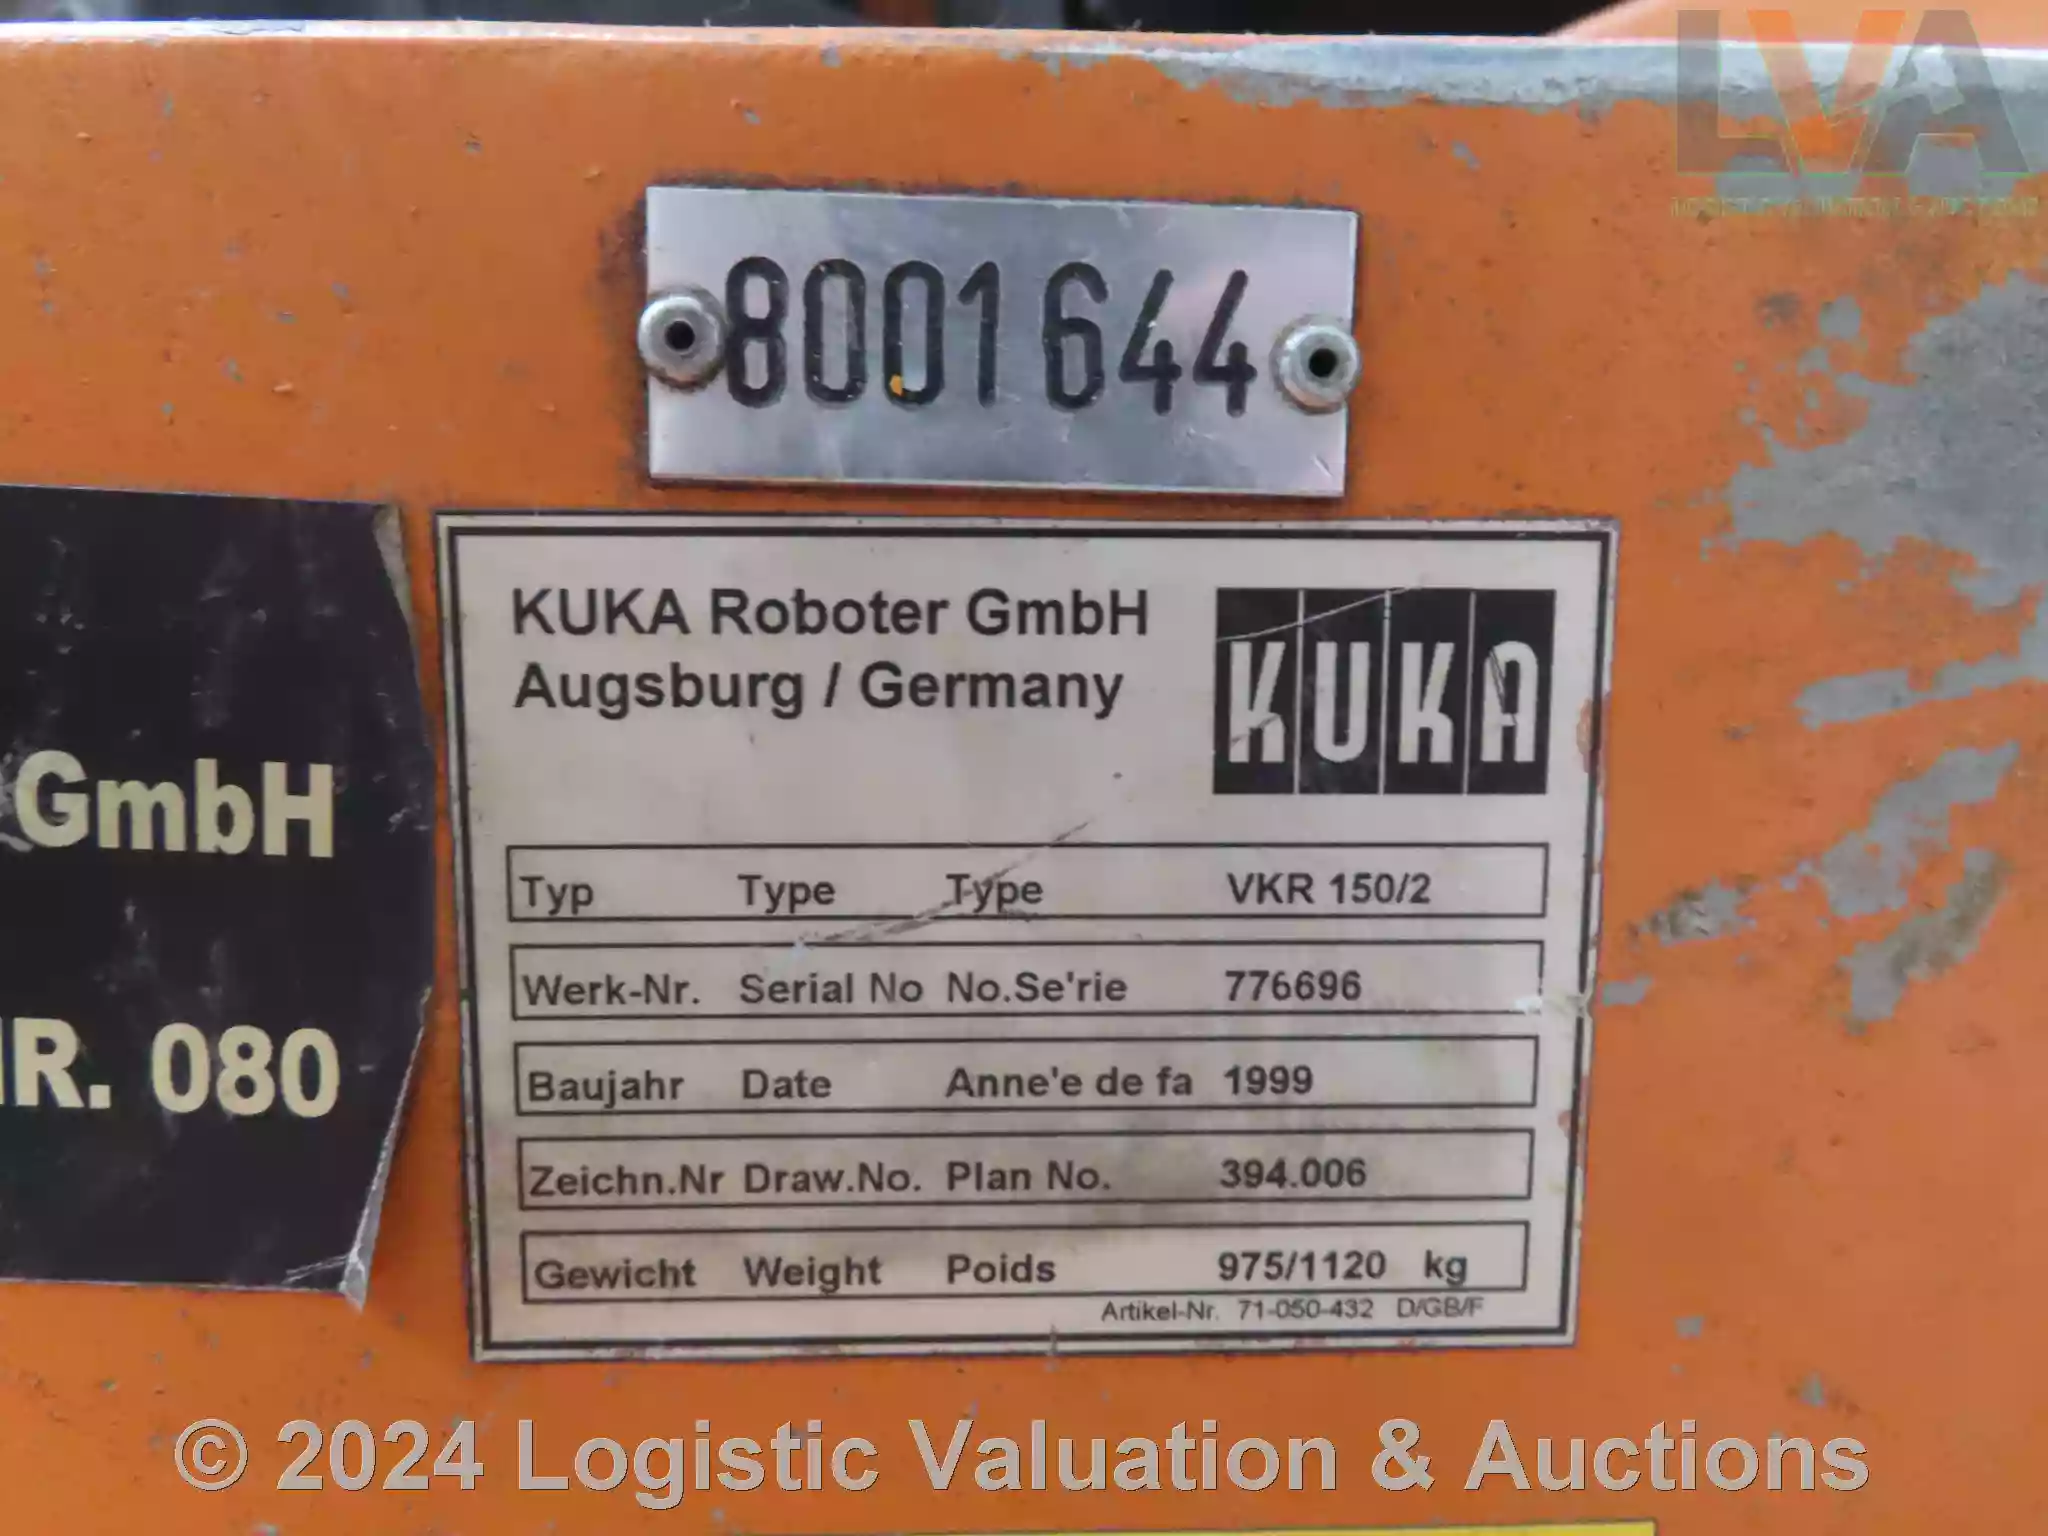 LVA
8001644
KUKA Roboter GmbH
Augsburg / Germany
KUKA
Typ Type Type VKR 150/2
Werk-Nr. Serial No No.Se'rie 776696
Baujahr Date Anne'e de fa 1999
Zeichn.Nr Draw.No. Plan No. 394.006
Gewicht Weight Poids 975/1120 kg
Artikel-Nr. 71-050-432 D/GB/F
GmbH
NR. 080
© 2024 Logistic Valuation & Auctions